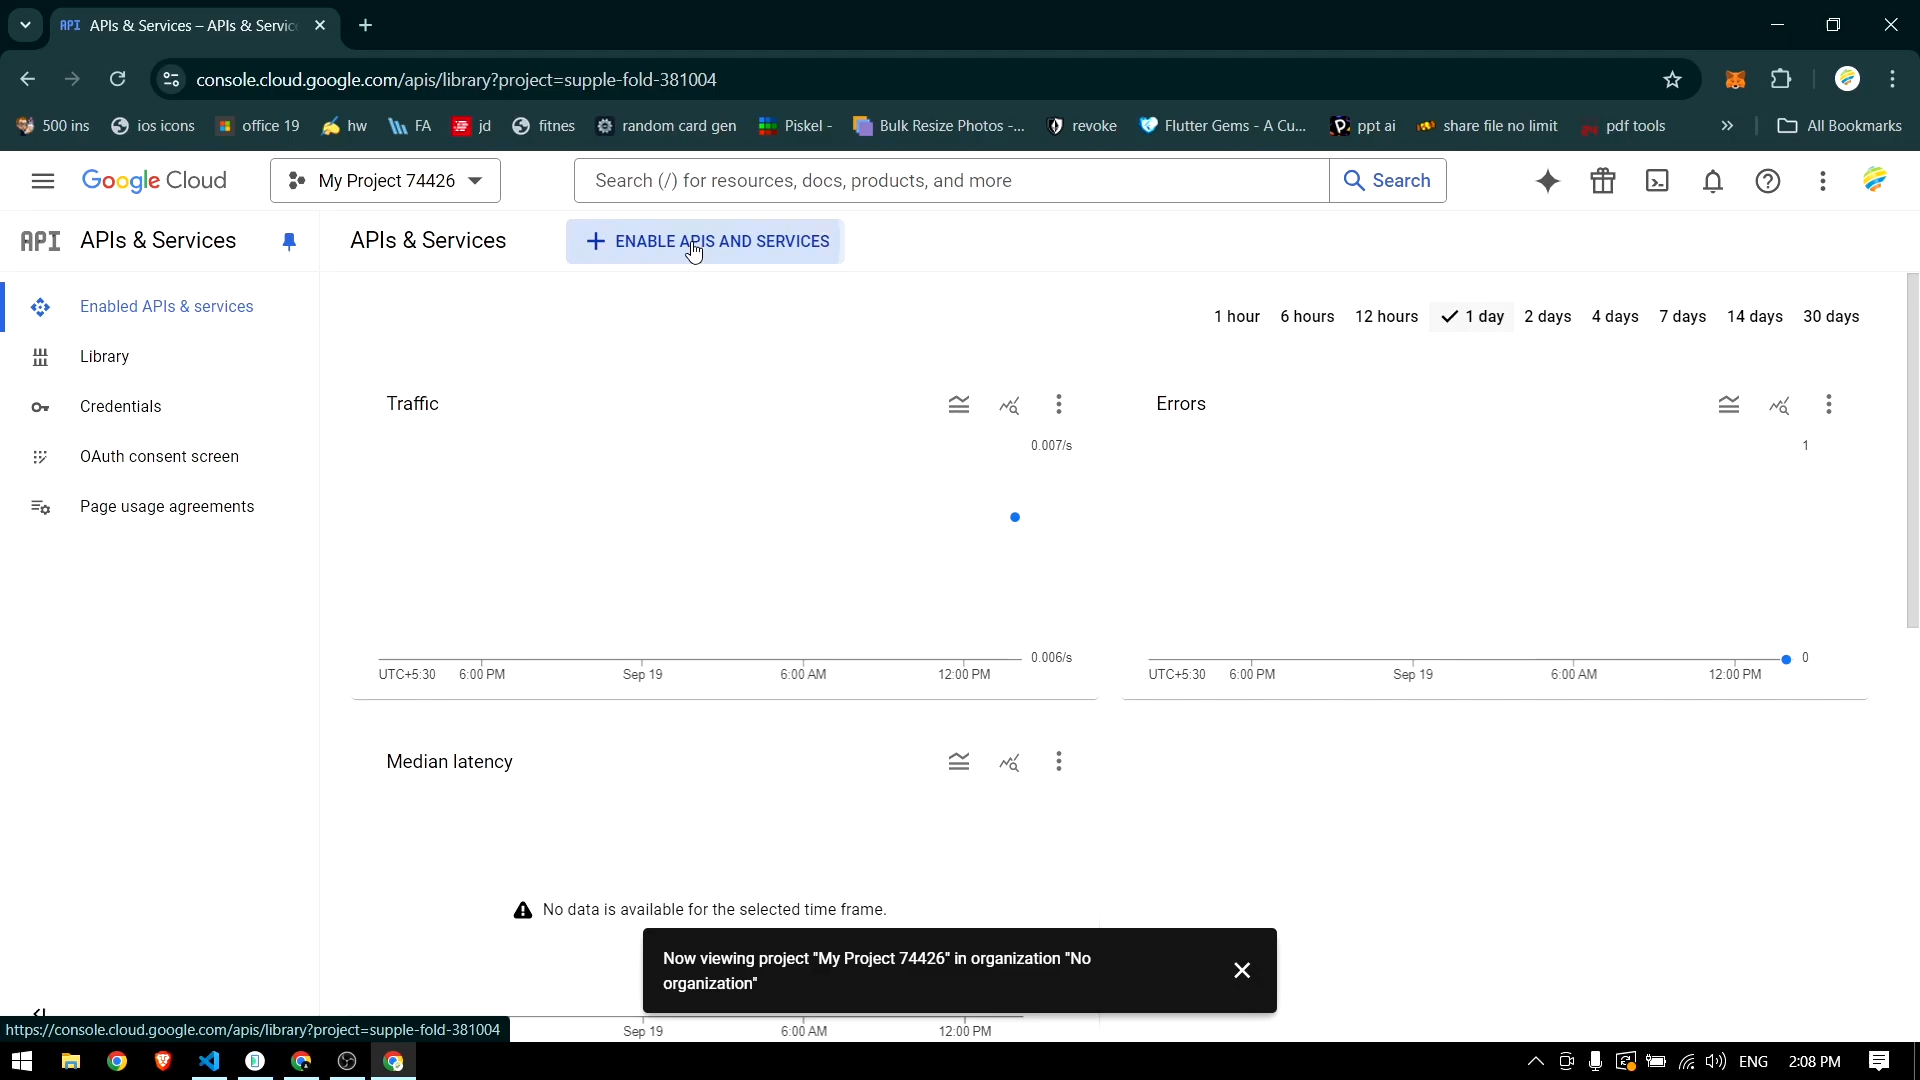 API APIs & Services – APIs & Servic
console.cloud.google.com/apis/library?project=supple-fold-381004
500 ins ios icons office 19 hw FA jd fitnes random card gen Piskel - Bulk Resize Photos -... revoke Flutter Gems - A Cu... ppt ai share file no limit pdf tools All Bookmarks
Google Cloud My Project 74426 Search (/) for resources, docs, products, and more Search
API APIs & Services APIs & Services ENABLE APIS AND SERVICES
Enabled APIs & services
Library
Credentials
OAuth consent screen
Page usage agreements
1 hour 6 hours 12 hours 1 day 2 days 4 days 7 days 14 days 30 days
Traffic
0.007/s
0.006/s
UTC+5:30 6:00 PM Sep 19 6:00 AM 12:00 PM
Errors
1
0
UTC+5:30 6:00 PM Sep 19 6:00 AM 12:00 PM
Median latency
No data is available for the selected time frame.
Now viewing project "My Project 74426" in organization "No
organization"
https://console.cloud.google.com/apis/library?project=supple-fold-381004
Sep 19 6:00 AM 12:00 PM
ENG 2:08 PM